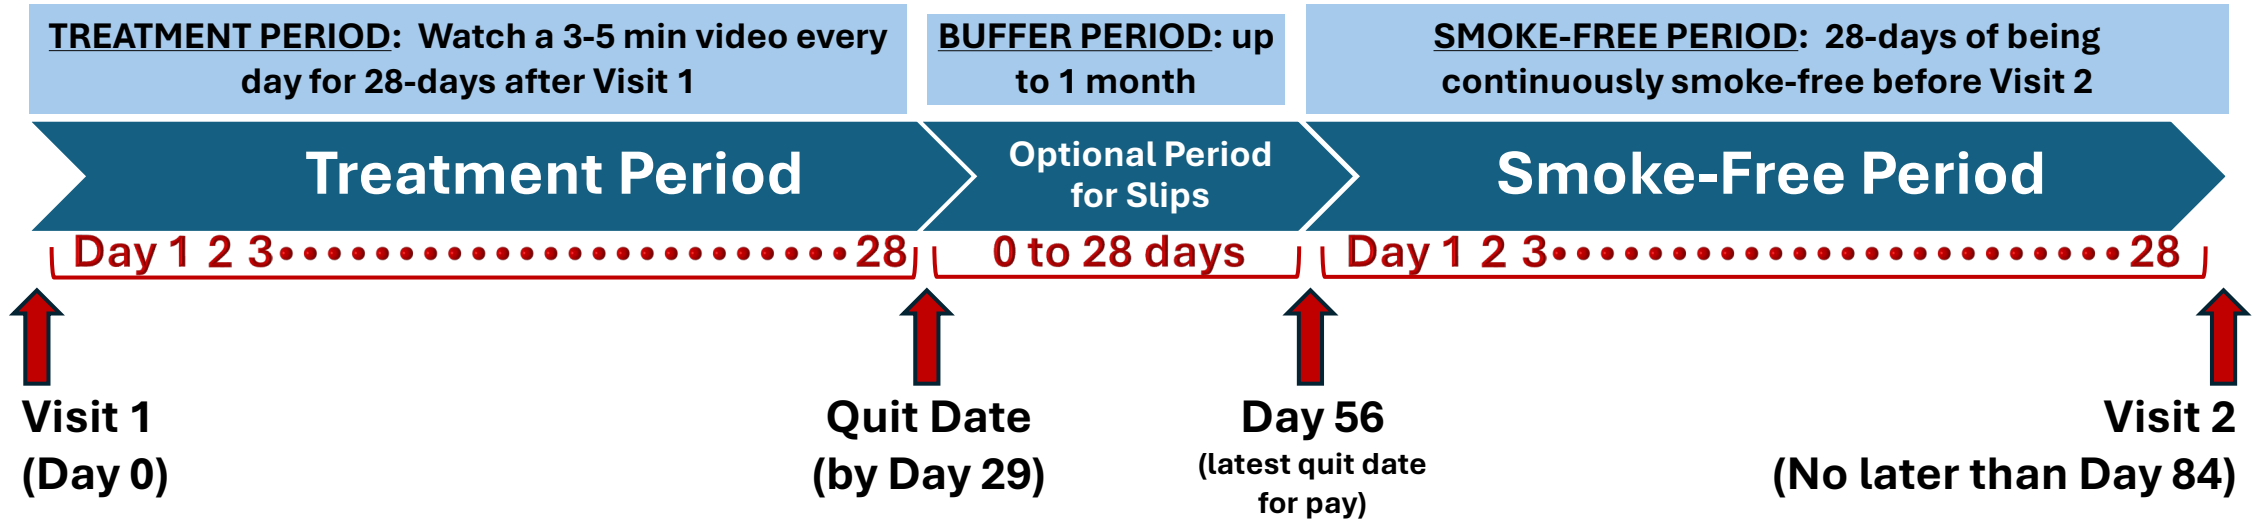 TREATMENT PERIOD: Watch a 3-5 min video every
day for 28-days after Visit 1
BUFFER PERIOD: up
to 1 month
SMOKE-FREE PERIOD: 28-days of being
continuously smoke-free before Visit 2
Treatment Period
Optional Period
for Slips
Smoke-Free Period
Day 1 2 3 28
0 to 28 days
Day 1 2 3 28
Visit 1
(Day 0)
Quit Date
(by Day 29)
Day 56
(latest quit date
for pay)
Visit 2
(No later than Day 84)